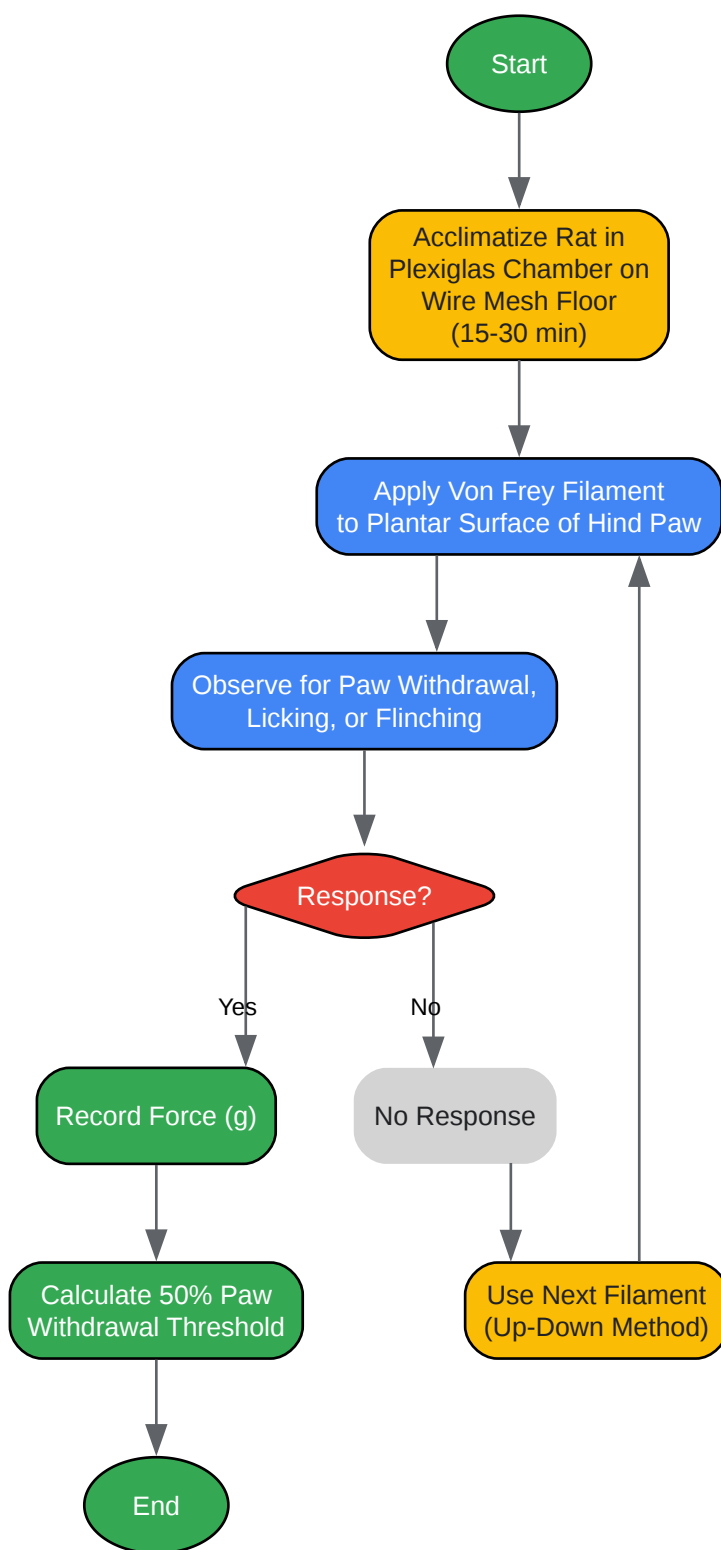 Start
Acclimatize Rat in
Plexiglas Chamber on
Wire Mesh Floor
(15-30 min)
Apply Von Frey Filament
to Plantar Surface of Hind Paw
Observe for Paw Withdrawal,
Licking, or Flinching
Response?
Yes
No
Record Force (g)
No Response
Calculate 50% Paw
Withdrawal Threshold
Use Next Filament
(Up-Down Method)
End